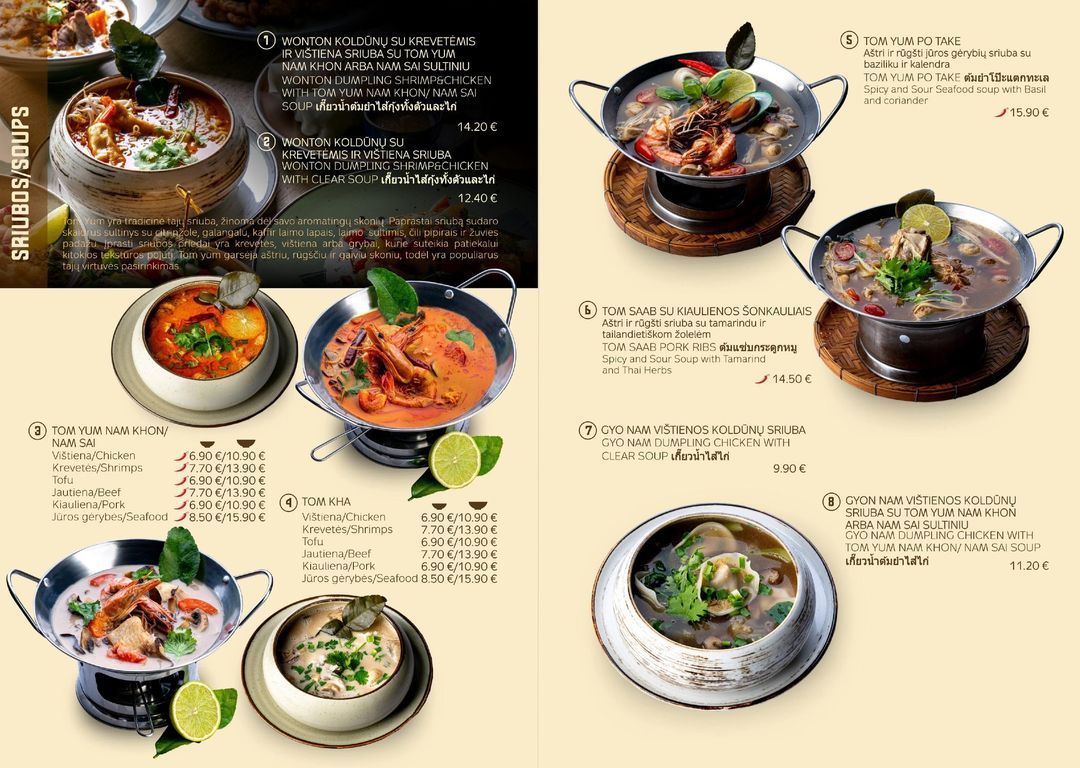 SRIUBOS/SOUPS
1 WONTON KOLDŪNŲ SU KREVETĖMIS
IR VIŠTIENA SRIUBA SU TOM YUM
NAM KHON ARBA NAM SAI SULTINIU
WONTON DUMPLING SHRIMP&CHICKEN
WITH TOM YUM NAM KHON/ NAM SAI
SOUP เกี๊ยวน้ำต้มยำไส้กุ้งทั้งตัวและไก่
14.20 €
2 WONTON KOLDŪNŲ SU
KREVETĖMIS IR VIŠTIENA SRIUBA
WONTON DUMPLING SHRIMP&CHICKEN
WITH CLEAR SOUP เกี๊ยวน้ำไส้กุ้งทั้งตัวและไก่
12.40 €
Tom Yum yra tradicinė tajų sriuba, žinoma dėl savo aromatingų skonių. Paprastai sriubą sudaro
skaidrus sultinys su citrinžole, galangalu, kaffir laimo lapais, laimo sultimis, čili pipirais ir žuvies
padažu. Įprasti sriubos priedai yra krevetės, vištiena arba grybai, kurie suteikia patiekalui
kitokios tekstūros pojūtį. Tom yum garsėja aštriu, rūgščiu ir gaiviu skoniu, todėl yra populiarus
tajų virtuvės pasirinkimas.
3 TOM YUM NAM KHON/
NAM SAI
Vištiena/Chicken 6.90 €/10.90 €
Krevetės/Shrimps 7.70 €/13.90 €
Tofu 6.90 €/10.90 €
Jautiena/Beef 7.70 €/13.90 €
Kiauliena/Pork 6.90 €/10.90 €
Jūros gėrybės/Seafood 8.50 €/15.90 €
4 TOM KHA
Vištiena/Chicken 6.90 €/10.90 €
Krevetės/Shrimps 7.70 €/13.90 €
Tofu 6.90 €/10.90 €
Jautiena/Beef 7.70 €/13.90 €
Kiauliena/Pork 6.90 €/10.90 €
Jūros gėrybės/Seafood 8.50 €/15.90 €
5 TOM YUM PO TAKE
Aštri ir rūgšti jūros gėrybių sriuba su
baziliku ir kalendra
TOM YUM PO TAKE ต้มยำโป๊ะแตกทะเล
Spicy and Sour Seafood soup with Basil
and coriander
15.90 €
6 TOM SAAB SU KIAULIENOS ŠONKAULIAIS
Aštri ir rūgšti sriuba su tamarindu ir
tailandietiškom žolelėm
TOM SAAB PORK RIBS ต้มแซ่บกระดูกหมู
Spicy and Sour Soup with Tamarind
and Thai Herbs
14.50 €
7 GYO NAM VIŠTIENOS KOLDŪNŲ SRIUBA
GYO NAM DUMPLING CHICKEN WITH
CLEAR SOUP เกี๊ยวน้ำไส้ไก่
9.90 €
8 GYON NAM VIŠTIENOS KOLDŪNŲ
SRIUBA SU TOM YUM NAM KHON
ARBA NAM SAI SULTINIU
GYO NAM DUMPLING CHICKEN WITH
TOM YUM NAM KHON/ NAM SAI SOUP
เกี๊ยวน้ำต้มยำไส้ไก่
11.20 €